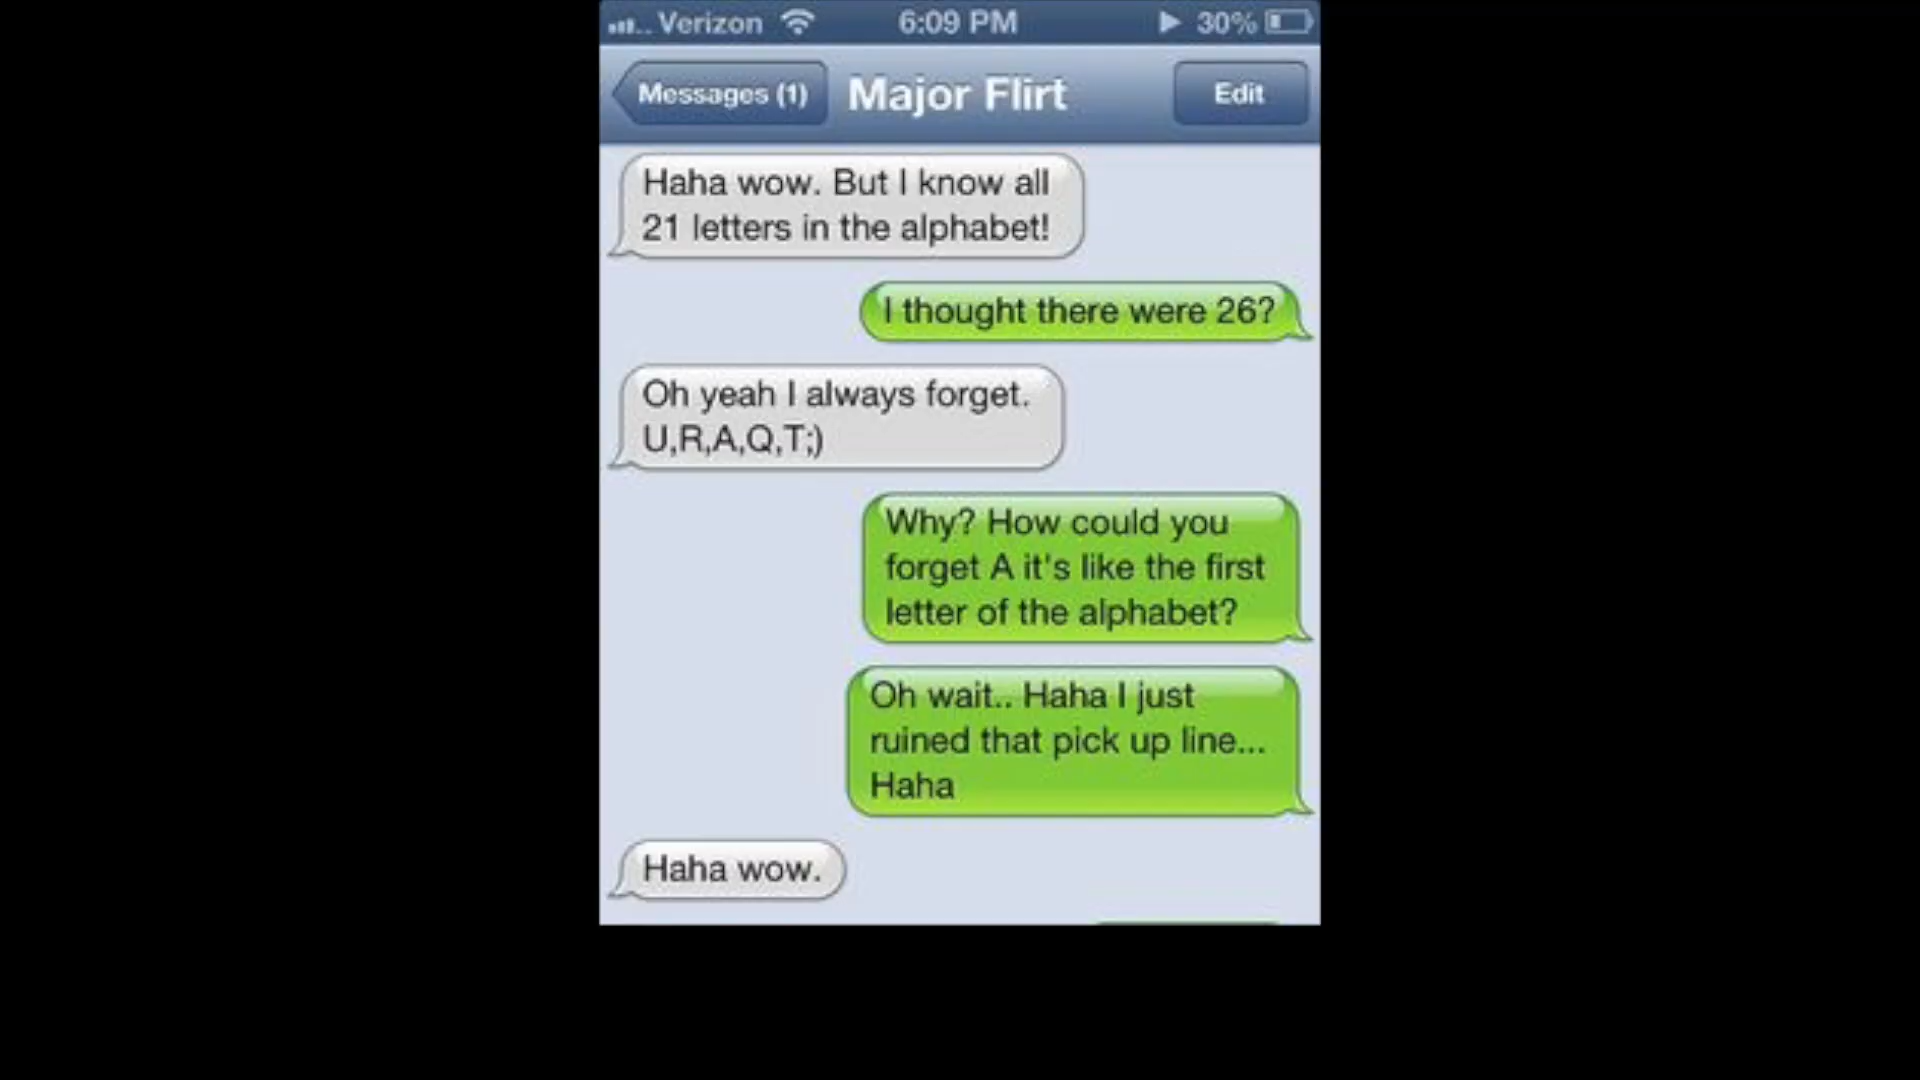 Verizon 6:09 PM 30%
Messages (1) Major Flirt Edit
Haha wow. But I know all
21 letters in the alphabet!
I thought there were 26?
Oh yeah I always forget.
U,R,A,Q,T;)
Why? How could you
forget A it's like the first
letter of the alphabet?
Oh wait.. Haha I just
ruined that pick up line...
Haha
Haha wow.